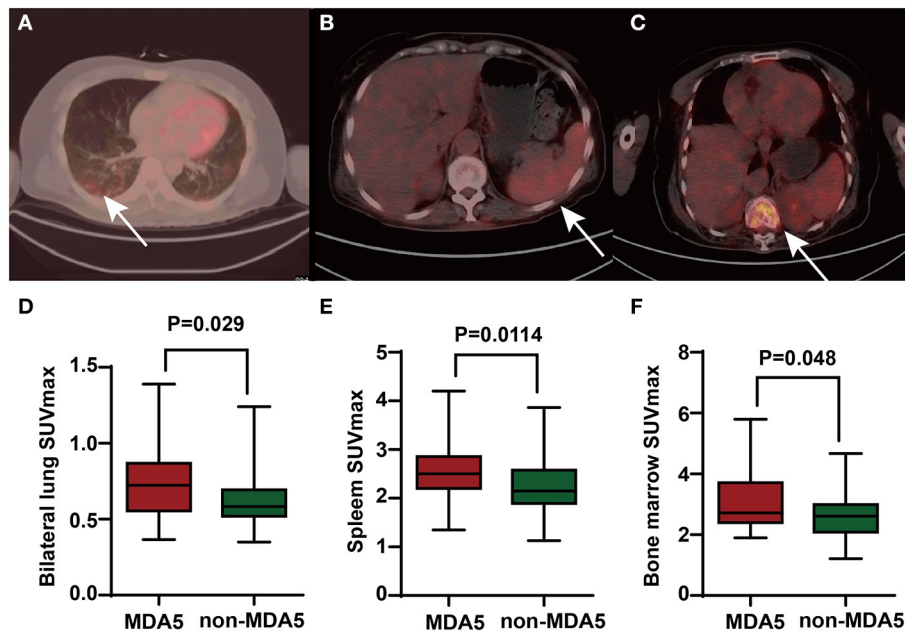 A
B
C
D
P=0.029
Bilateral lung SUVmax
1.5
1.0
0.5
0.0
MDA5
non-MDA5
E
P=0.0114
Spleem SUVmax
5
4
3
2
1
0
MDA5
non-MDA5
F
P=0.048
Bone marrow SUVmax
8
6
4
2
0
MDA5
non-MDA5